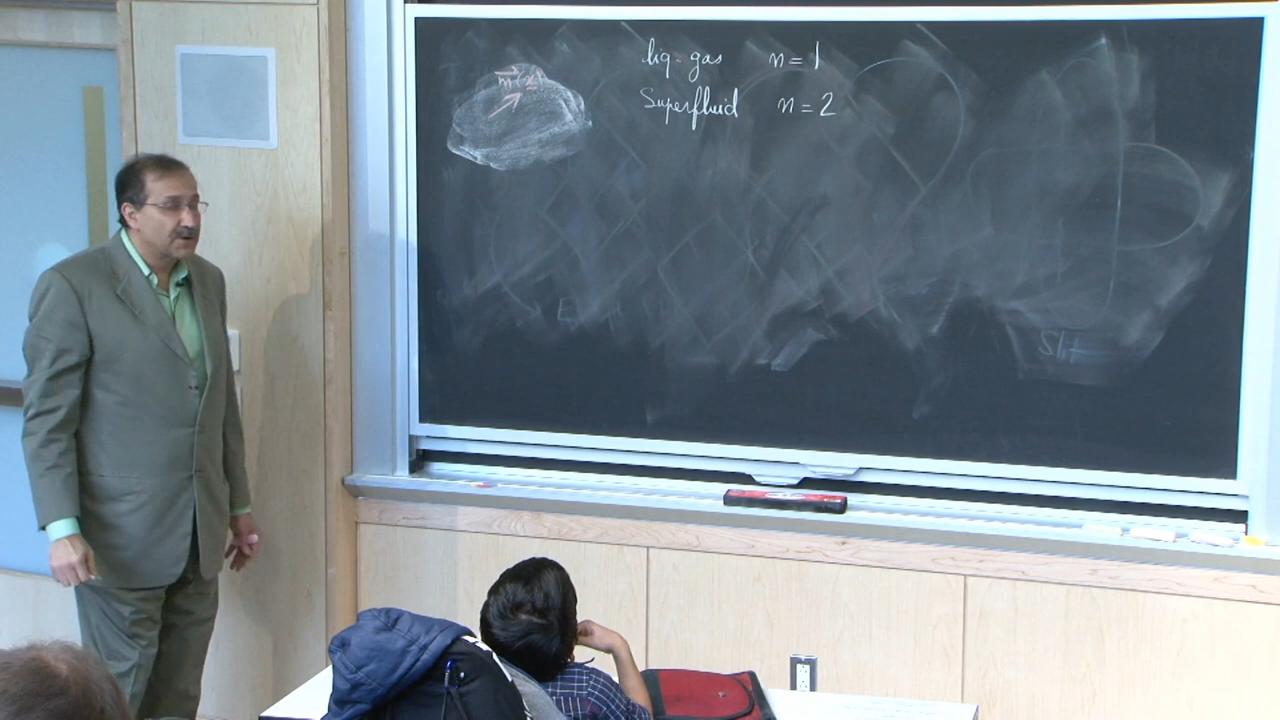 m(x)
liq-gas n=1
Superfluid n=2